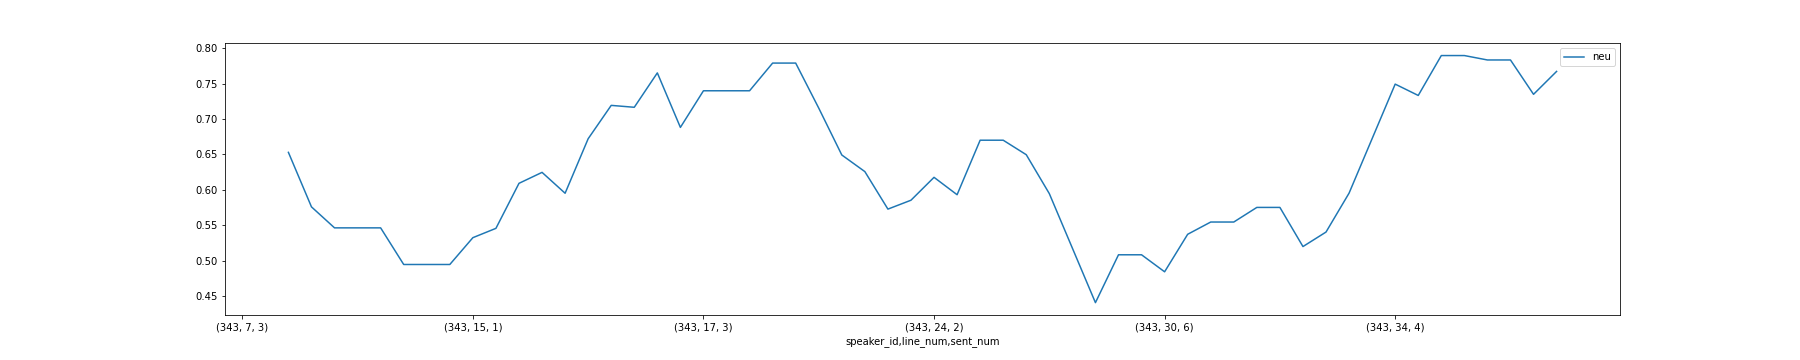 0.80
0.75
0.70
0.65
0.60
0.55
0.50
0.45
neu
(343, 7, 3)
(343, 15, 1)
(343, 17, 3)
(343, 24, 2)
(343, 30, 6)
(343, 34, 4)
speaker_id,line_num,sent_num